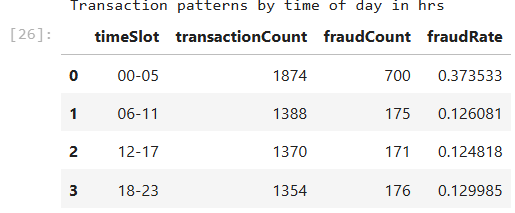 Transaction patterns by time of day in hrs
[26]:
timeSlot transactionCount fraudCount fraudRate
0 00-05 1874 700 0.373533
1 06-11 1388 175 0.126081
2 12-17 1370 171 0.124818
3 18-23 1354 176 0.129985